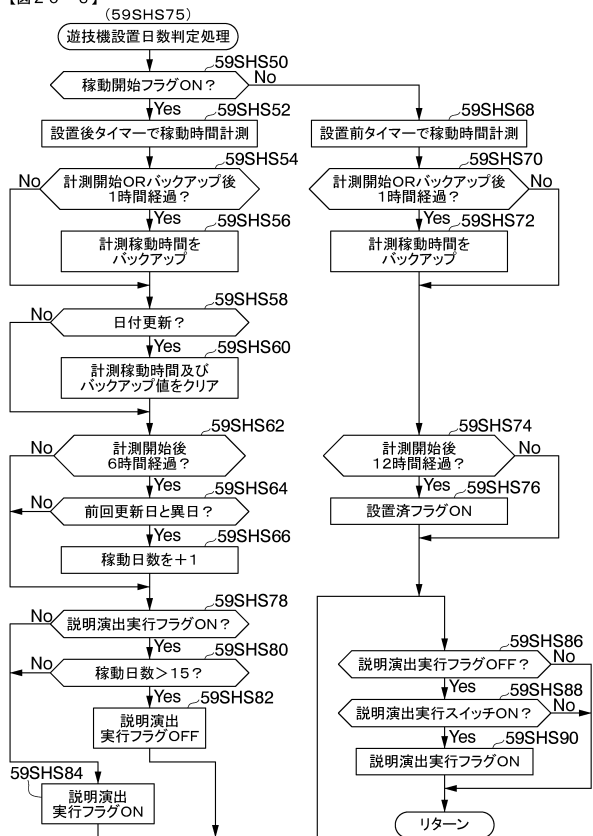 【図26-8】
(59SHS75)
遊技機設置日数判定処理
59SHS50
稼動開始フラグON？
No
Yes
59SHS52
設置後タイマーで稼動時間計測
59SHS54
No
計測開始ORバックアップ後
1時間経過？
Yes
59SHS56
計測稼動時間を
バックアップ
59SHS58
No
日付更新？
Yes
59SHS60
計測稼動時間及び
バックアップ値をクリア
59SHS62
No
計測開始後
6時間経過？
Yes
59SHS64
No
前回更新日と異日？
Yes
59SHS66
稼動日数を＋1
59SHS78
No
説明演出実行フラグON？
Yes
59SHS80
No
稼動日数＞15？
Yes
59SHS82
説明演出
実行フラグOFF
59SHS84
説明演出
実行フラグON
59SHS68
設置前タイマーで稼動時間計測
59SHS70
計測開始ORバックアップ後
1時間経過？
No
Yes
59SHS72
計測稼動時間を
バックアップ
59SHS74
計測開始後
12時間経過？
No
Yes
59SHS76
設置済フラグON
59SHS86
説明演出実行フラグOFF？
No
Yes
59SHS88
説明演出実行スイッチON？
No
Yes
59SHS90
説明演出実行フラグON
リターン